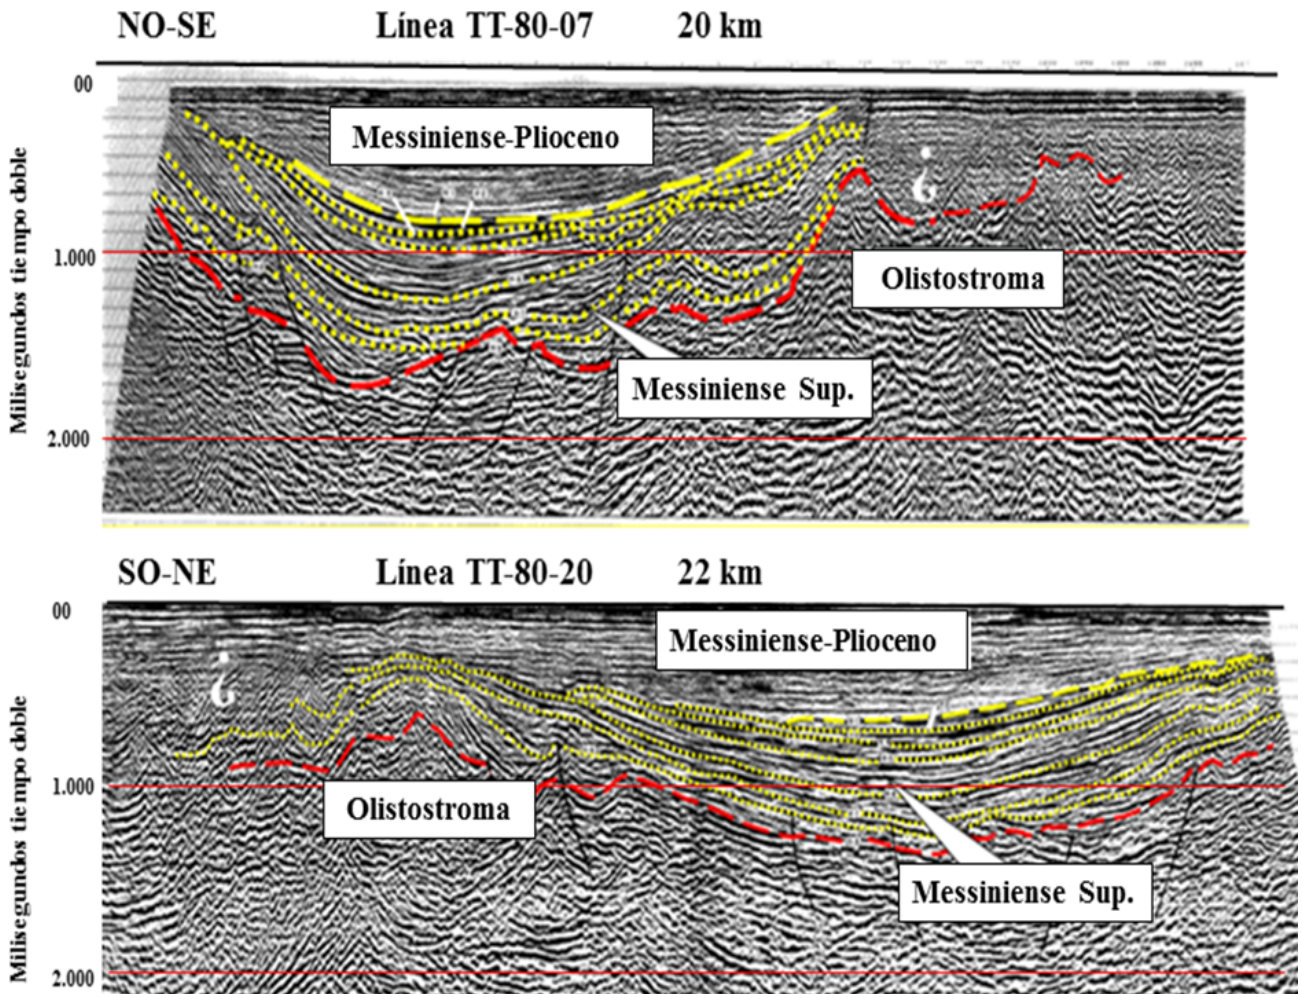 NO-SE Línea TT-80-07 20 km
00
Messiniense-Plioceno
¿
Milisegundos tiempo doble
1.000
Olistostroma
Messiniense Sup.
2.000
SO-NE Línea TT-80-20 22 km
00
Messiniense-Plioceno
¿
Milisegundos tiempo doble
1.000
Olistostroma
Messiniense Sup.
2.000